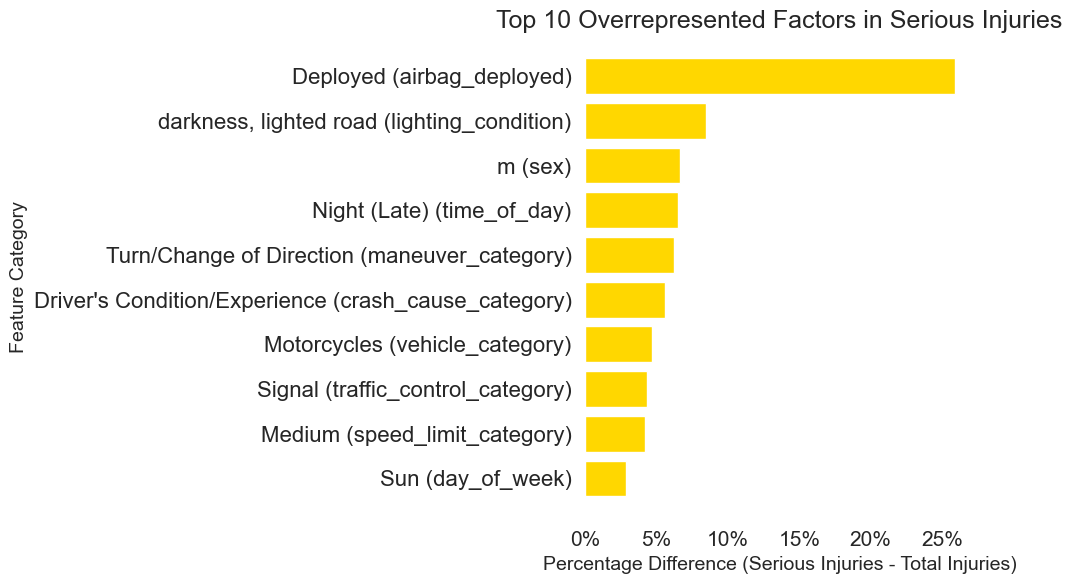 Top 10 Overrepresented Factors in Serious Injuries
Feature Category
Deployed (airbag_deployed)
darkness, lighted road (lighting_condition)
m (sex)
Night (Late) (time_of_day)
Turn/Change of Direction (maneuver_category)
Driver's Condition/Experience (crash_cause_category)
Motorcycles (vehicle_category)
Signal (traffic_control_category)
Medium (speed_limit_category)
Sun (day_of_week)
0% 5% 10% 15% 20% 25%
Percentage Difference (Serious Injuries - Total Injuries)